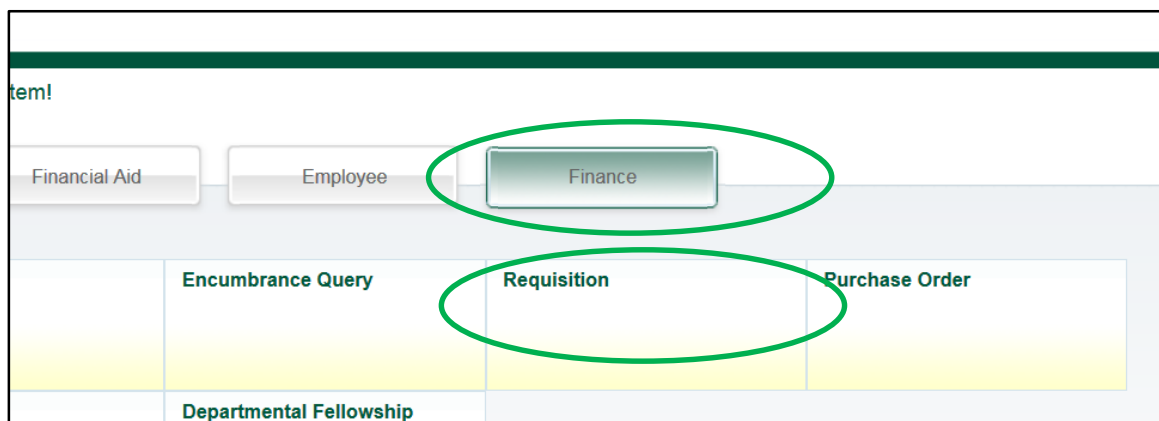 tem!
Financial Aid Employee Finance
Encumbrance Query Requisition Purchase Order
Departmental Fellowship